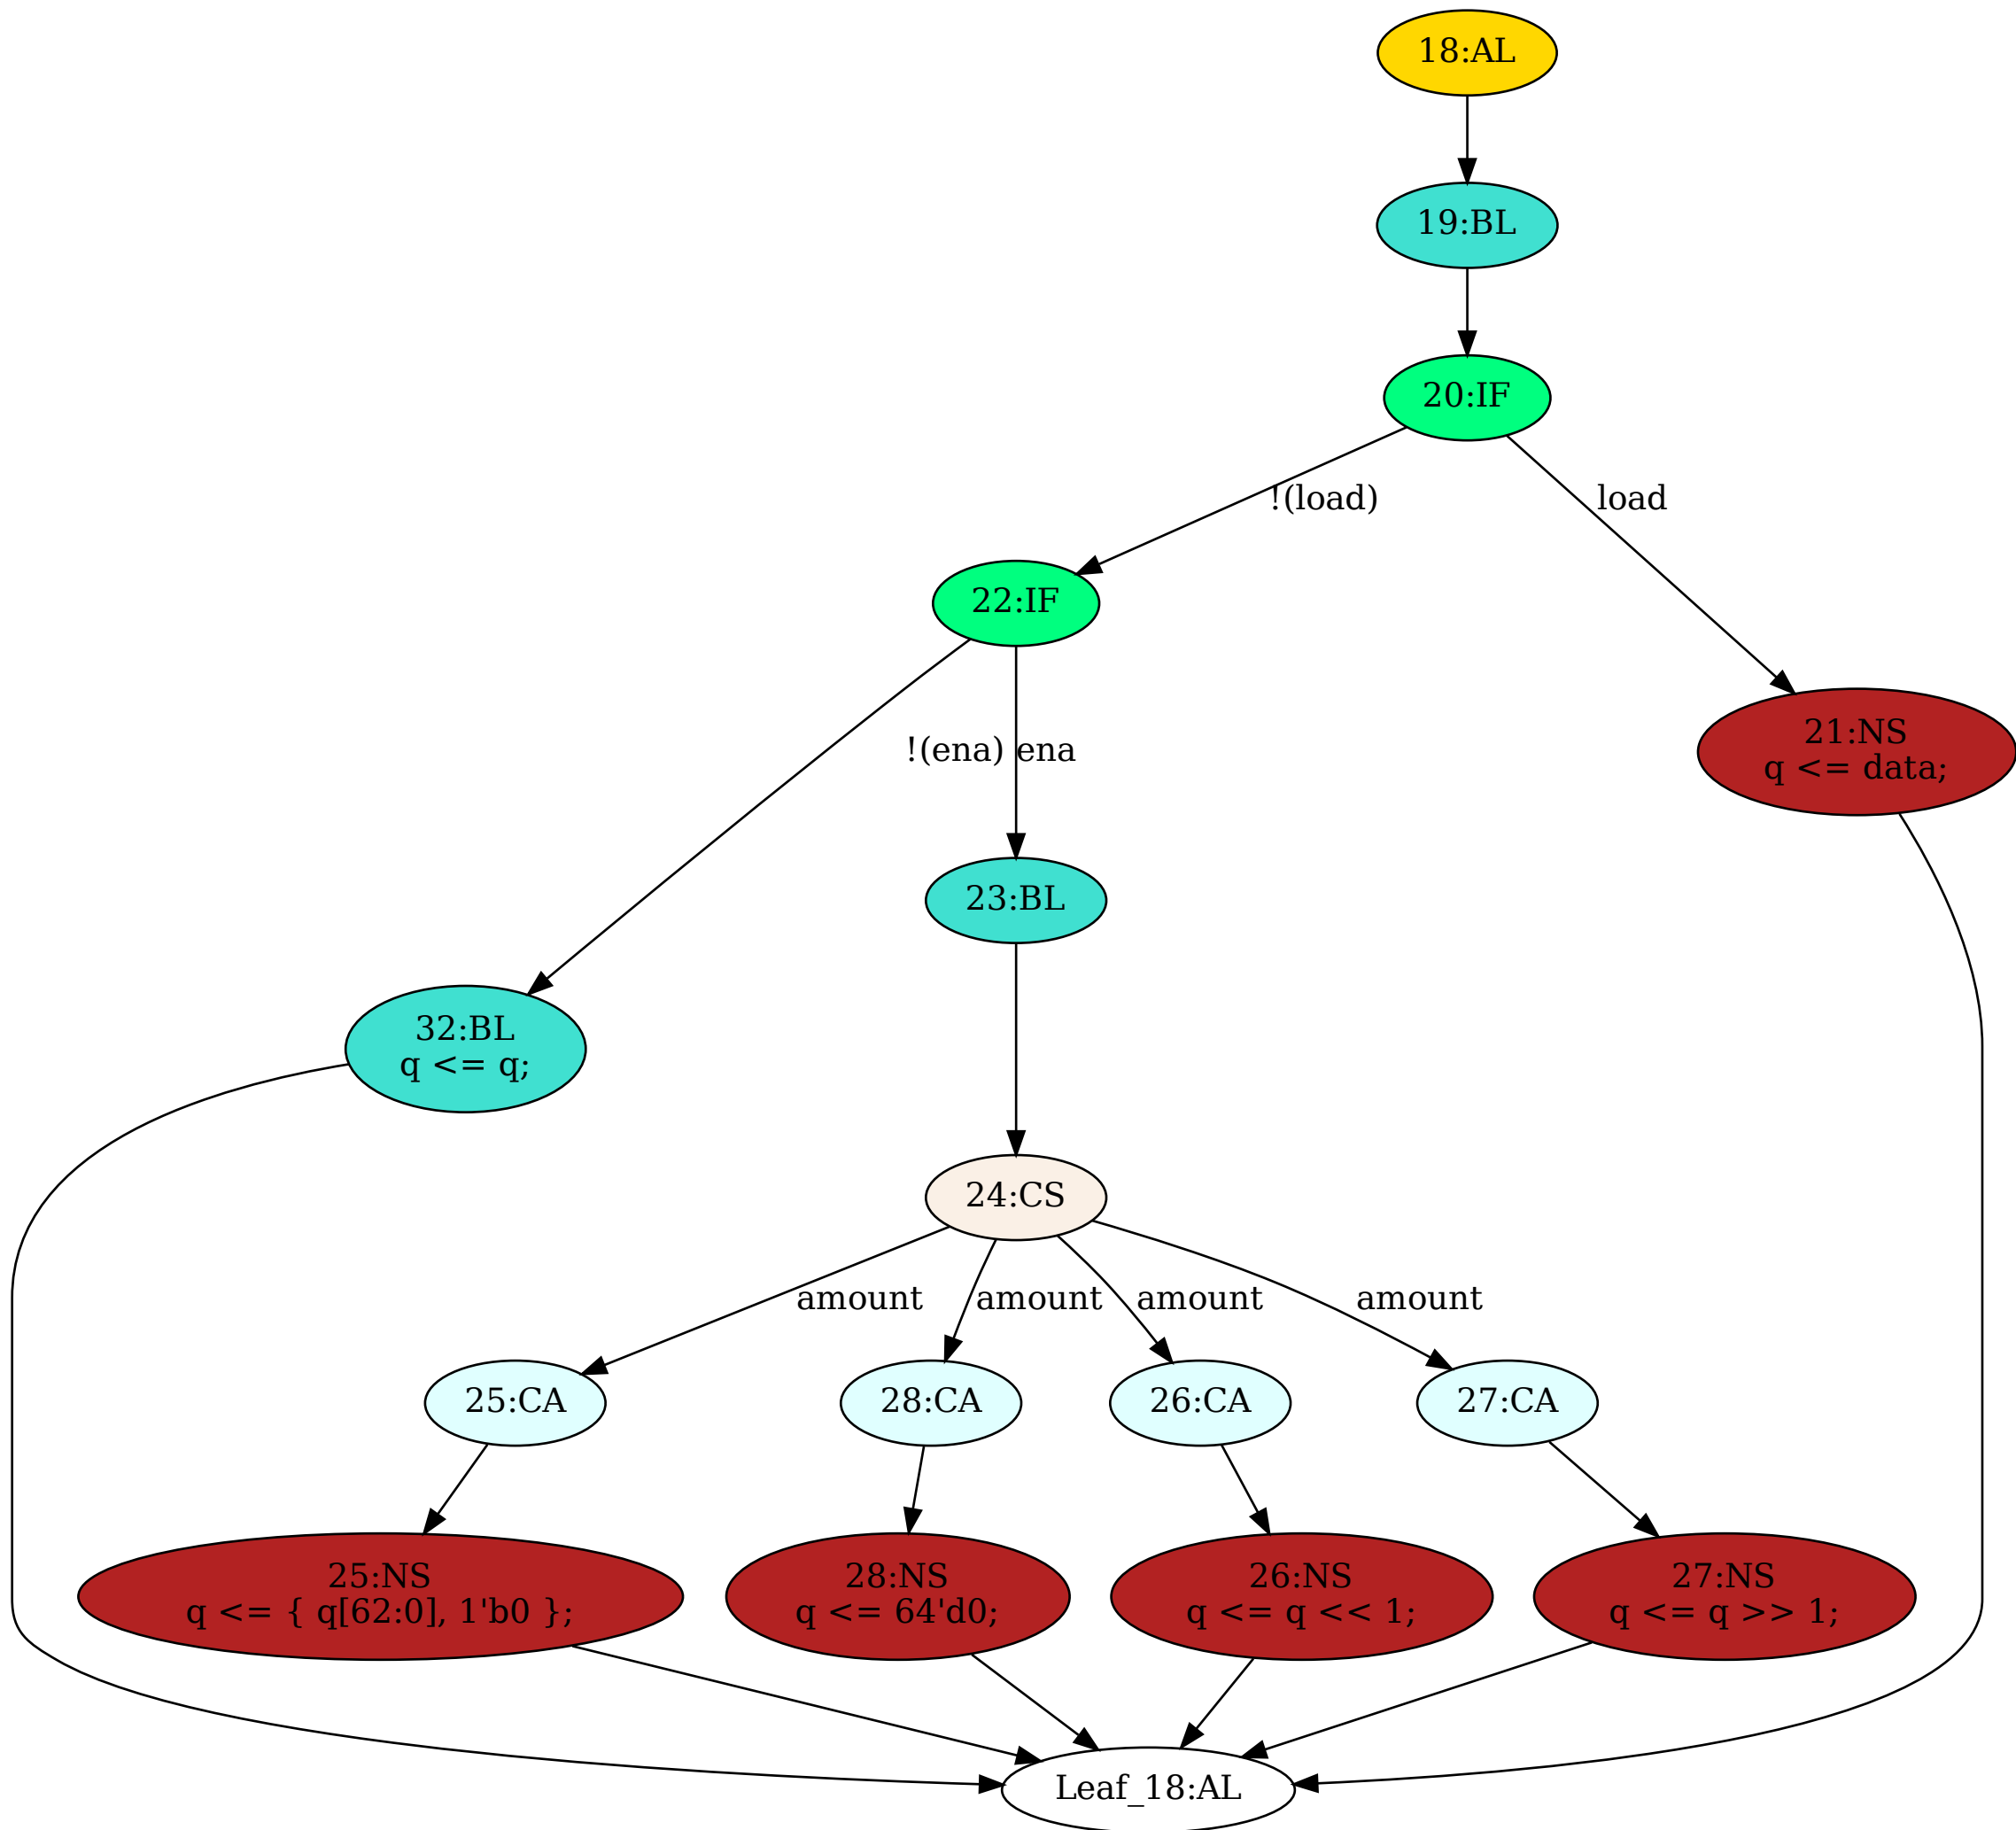 18:AL
19:BL
20:IF
!(load)
load
22:IF
21:NS
q <= data;
!(ena)
ena
23:BL
32:BL
q <= q;
24:CS
amount
amount
amount
amount
25:CA
28:CA
26:CA
27:CA
25:NS
q <= { q[62:0], 1'b0 };
28:NS
q <= 64'd0;
26:NS
q <= q << 1;
27:NS
q <= q >> 1;
Leaf_18:AL